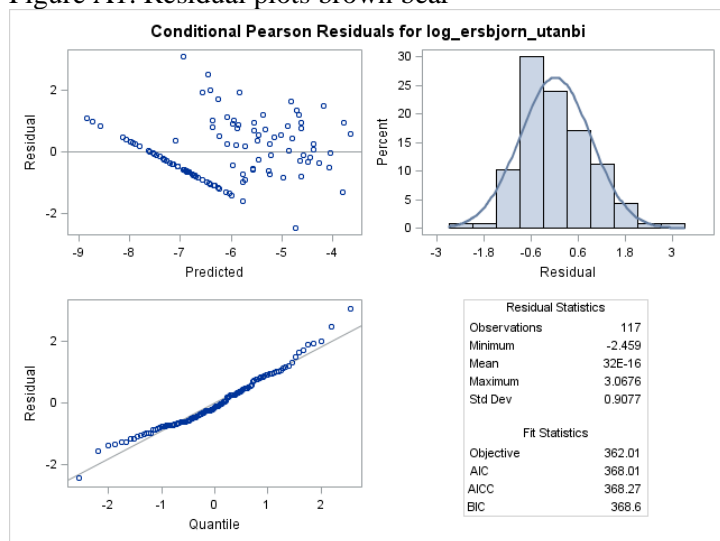 Figure A1. Residual plots brown bear
Conditional Pearson Residuals for log_ersbjorn_utanbi
Residual
2
0
-2
-9 -8 -7 -6 -5 -4
Predicted
Percent
30
25
20
15
10
5
0
-3 -1.8 -0.6 0.6 1.8 3
Residual
Residual
2
0
-2
-2 -1 0 1 2
Quantile
Residual Statistics
Observations 117
Minimum -2.459
Mean 32E-16
Maximum 3.0676
Std Dev 0.9077
Fit Statistics
Objective 362.01
AIC 368.01
AICC 368.27
BIC 368.6